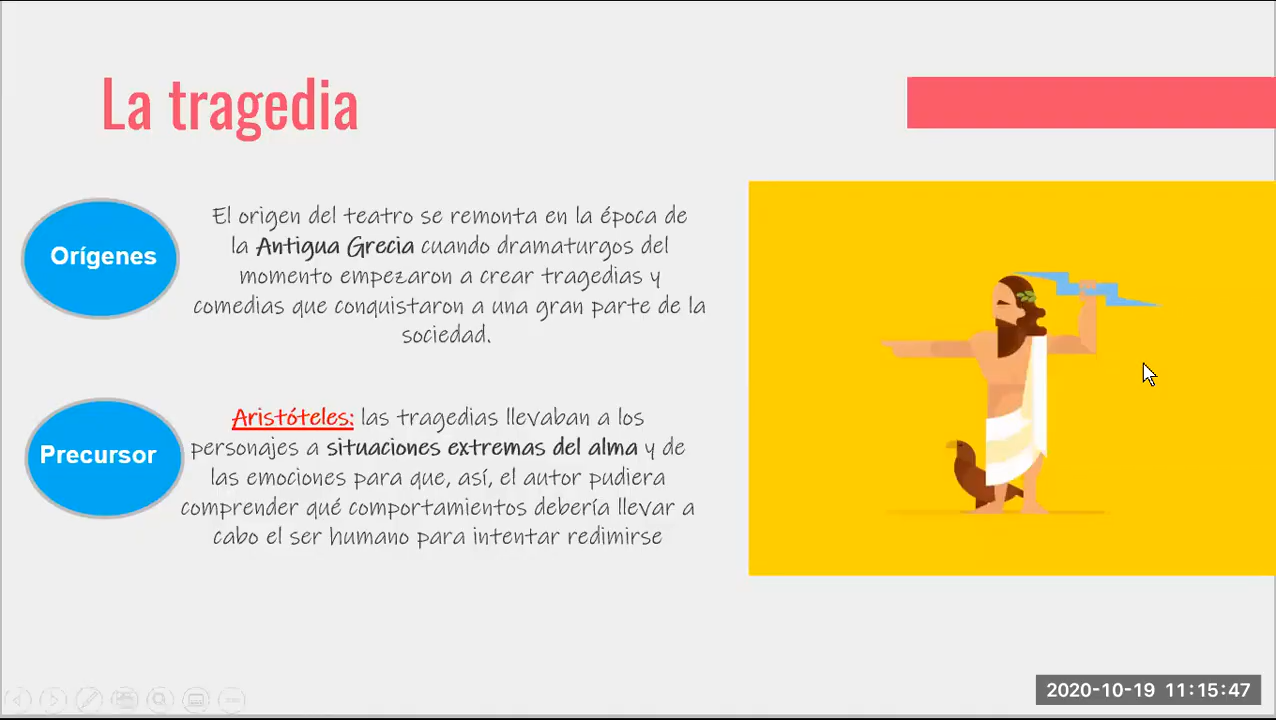 La tragedia
Orígenes
El origen del teatro se remonta en la época de
la Antigua Grecia cuando dramaturgos del
momento empezaron a crear tragedias y
comedias que conquistaron a una gran parte de la
sociedad.
Precursor
Aristóteles: las tragedias llevaban a los
personajes a situaciones extremas del alma y de
las emociones para que, así, el autor pudiera
comprender qué comportamientos debería llevar a
cabo el ser humano para intentar redimirse
2020-10-19 11:15:47